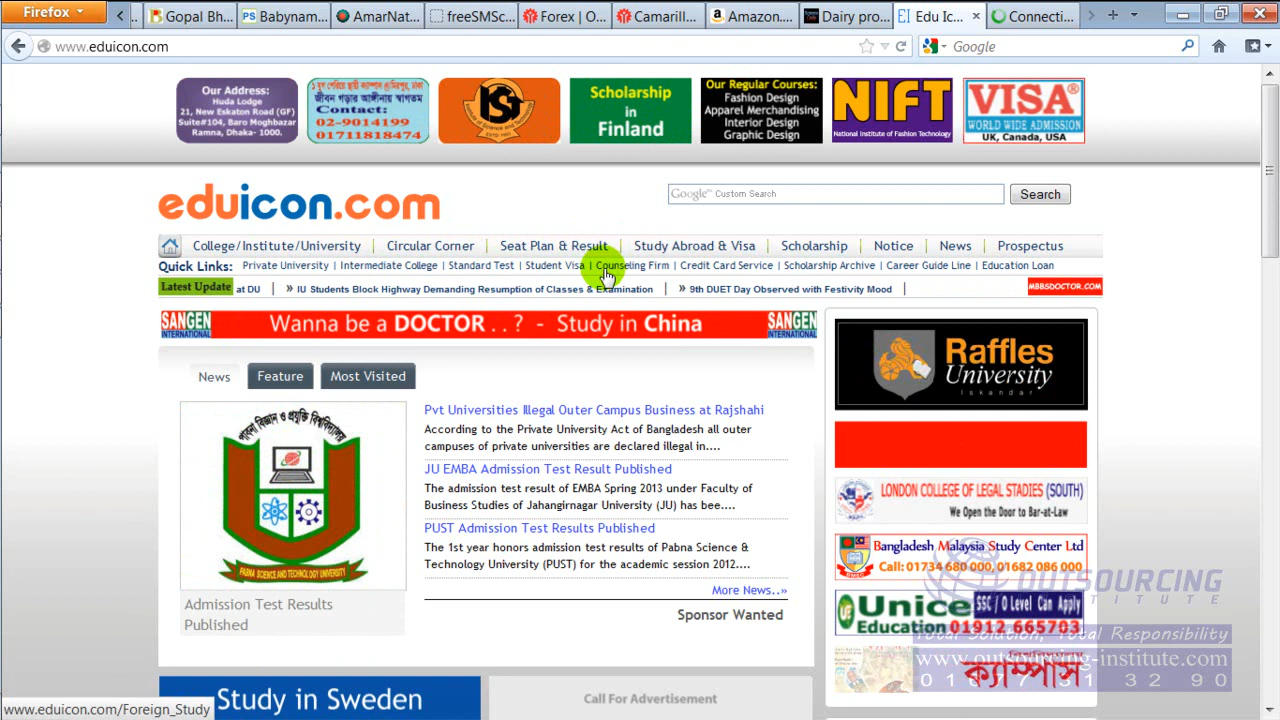 Firefox
Gopal Bh...
Babynam...
AmarNat...
freeSMSc...
Forex | O...
Camarill...
Amazon....
Dairy pro...
Edu Ic...
Connecti...
www.eduicon.com
Google
Our Address:
Huda Lodge
21, New Eskaton Road (GF)
Suite#104, Baro Moghbazar
Ramna, Dhaka- 1000.
জীবন গড়ার আঙ্গীনায় স্বাগতম
Contact:
02-9014199
01711818474
IST
Scholarship
in
Finland
Our Regular Courses:
Fashion Design
Apparel Merchandising
Interior Design
Graphic Design
NIFT
National Institute of Fashion Technology
VISA
WORLD WIDE ADMISSION
UK, Canada, USA
eduicon.com
Google™ Custom Search
Search
College/Institute/University
Circular Corner
Seat Plan & Result
Study Abroad & Visa
Scholarship
Notice
News
Prospectus
Quick Links: Private University | Intermediate College | Standard Test | Student Visa | Counseling Firm | Credit Card Service | Scholarship Archive | Career Guide Line | Education Loan
Latest Update at DU | » IU Students Block Highway Demanding Resumption of Classes & Examination | » 9th DUET Day Observed with Festivity Mood |
MBBSDOCTOR.COM
SANGEN INTERNATIONAL
Wanna be a DOCTOR . . ? - Study in China
SANGEN INTERNATIONAL
Raffles
University
Iskandar
News
Feature
Most Visited
পাবনা বিজ্ঞান ও প্রযুক্তি বিশ্ববিদ্যালয়
PABNA SCIENCE AND TECHNOLOGY UNIVERSITY
Admission Test Results
Published
Pvt Universities Illegal Outer Campus Business at Rajshahi
According to the Private University Act of Bangladesh all outer
campuses of private universities are declared illegal in....
JU EMBA Admission Test Result Published
The admission test result of EMBA Spring 2013 under Faculty of
Business Studies of Jahangirnagar University (JU) has bee....
PUST Admission Test Results Published
The 1st year honors admission test results of Pabna Science &
Technology University (PUST) for the academic session 2012....
More News..»
Sponsor Wanted
LONDON COLLEGE OF LEGAL STADIES (SOUTH)
We Open the Door to Bar-at-Law
Bangladesh Malaysia Study Center Ltd
Call: 01734 680 000, 01682 086 000
OUTSOURCING
INSTITUTE
Unice
Education
SSC / O Level Can Apply
01912 665703
Total Solution, Total Responsibility
www.outsourcing-institute.com
ক্যাম্পাস
Study in Sweden
Call For Advertisement
www.eduicon.com/Foreign_Study